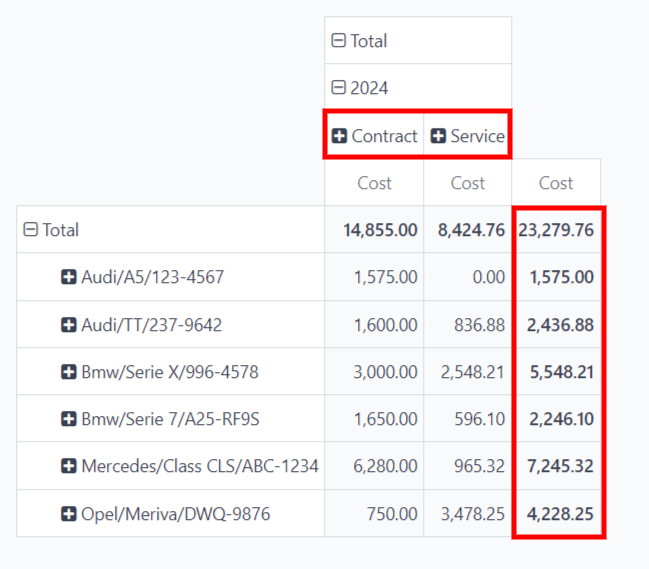 Total
2024
Contract Service
Cost Cost Cost
Total 14,855.00 8,424.76 23,279.76
Audi/A5/123-4567 1,575.00 0.00 1,575.00
Audi/TT/237-9642 1,600.00 836.88 2,436.88
Bmw/Serie X/996-4578 3,000.00 2,548.21 5,548.21
Bmw/Serie 7/A25-RF9S 1,650.00 596.10 2,246.10
Mercedes/Class CLS/ABC-1234 6,280.00 965.32 7,245.32
Opel/Meriva/DWQ-9876 750.00 3,478.25 4,228.25